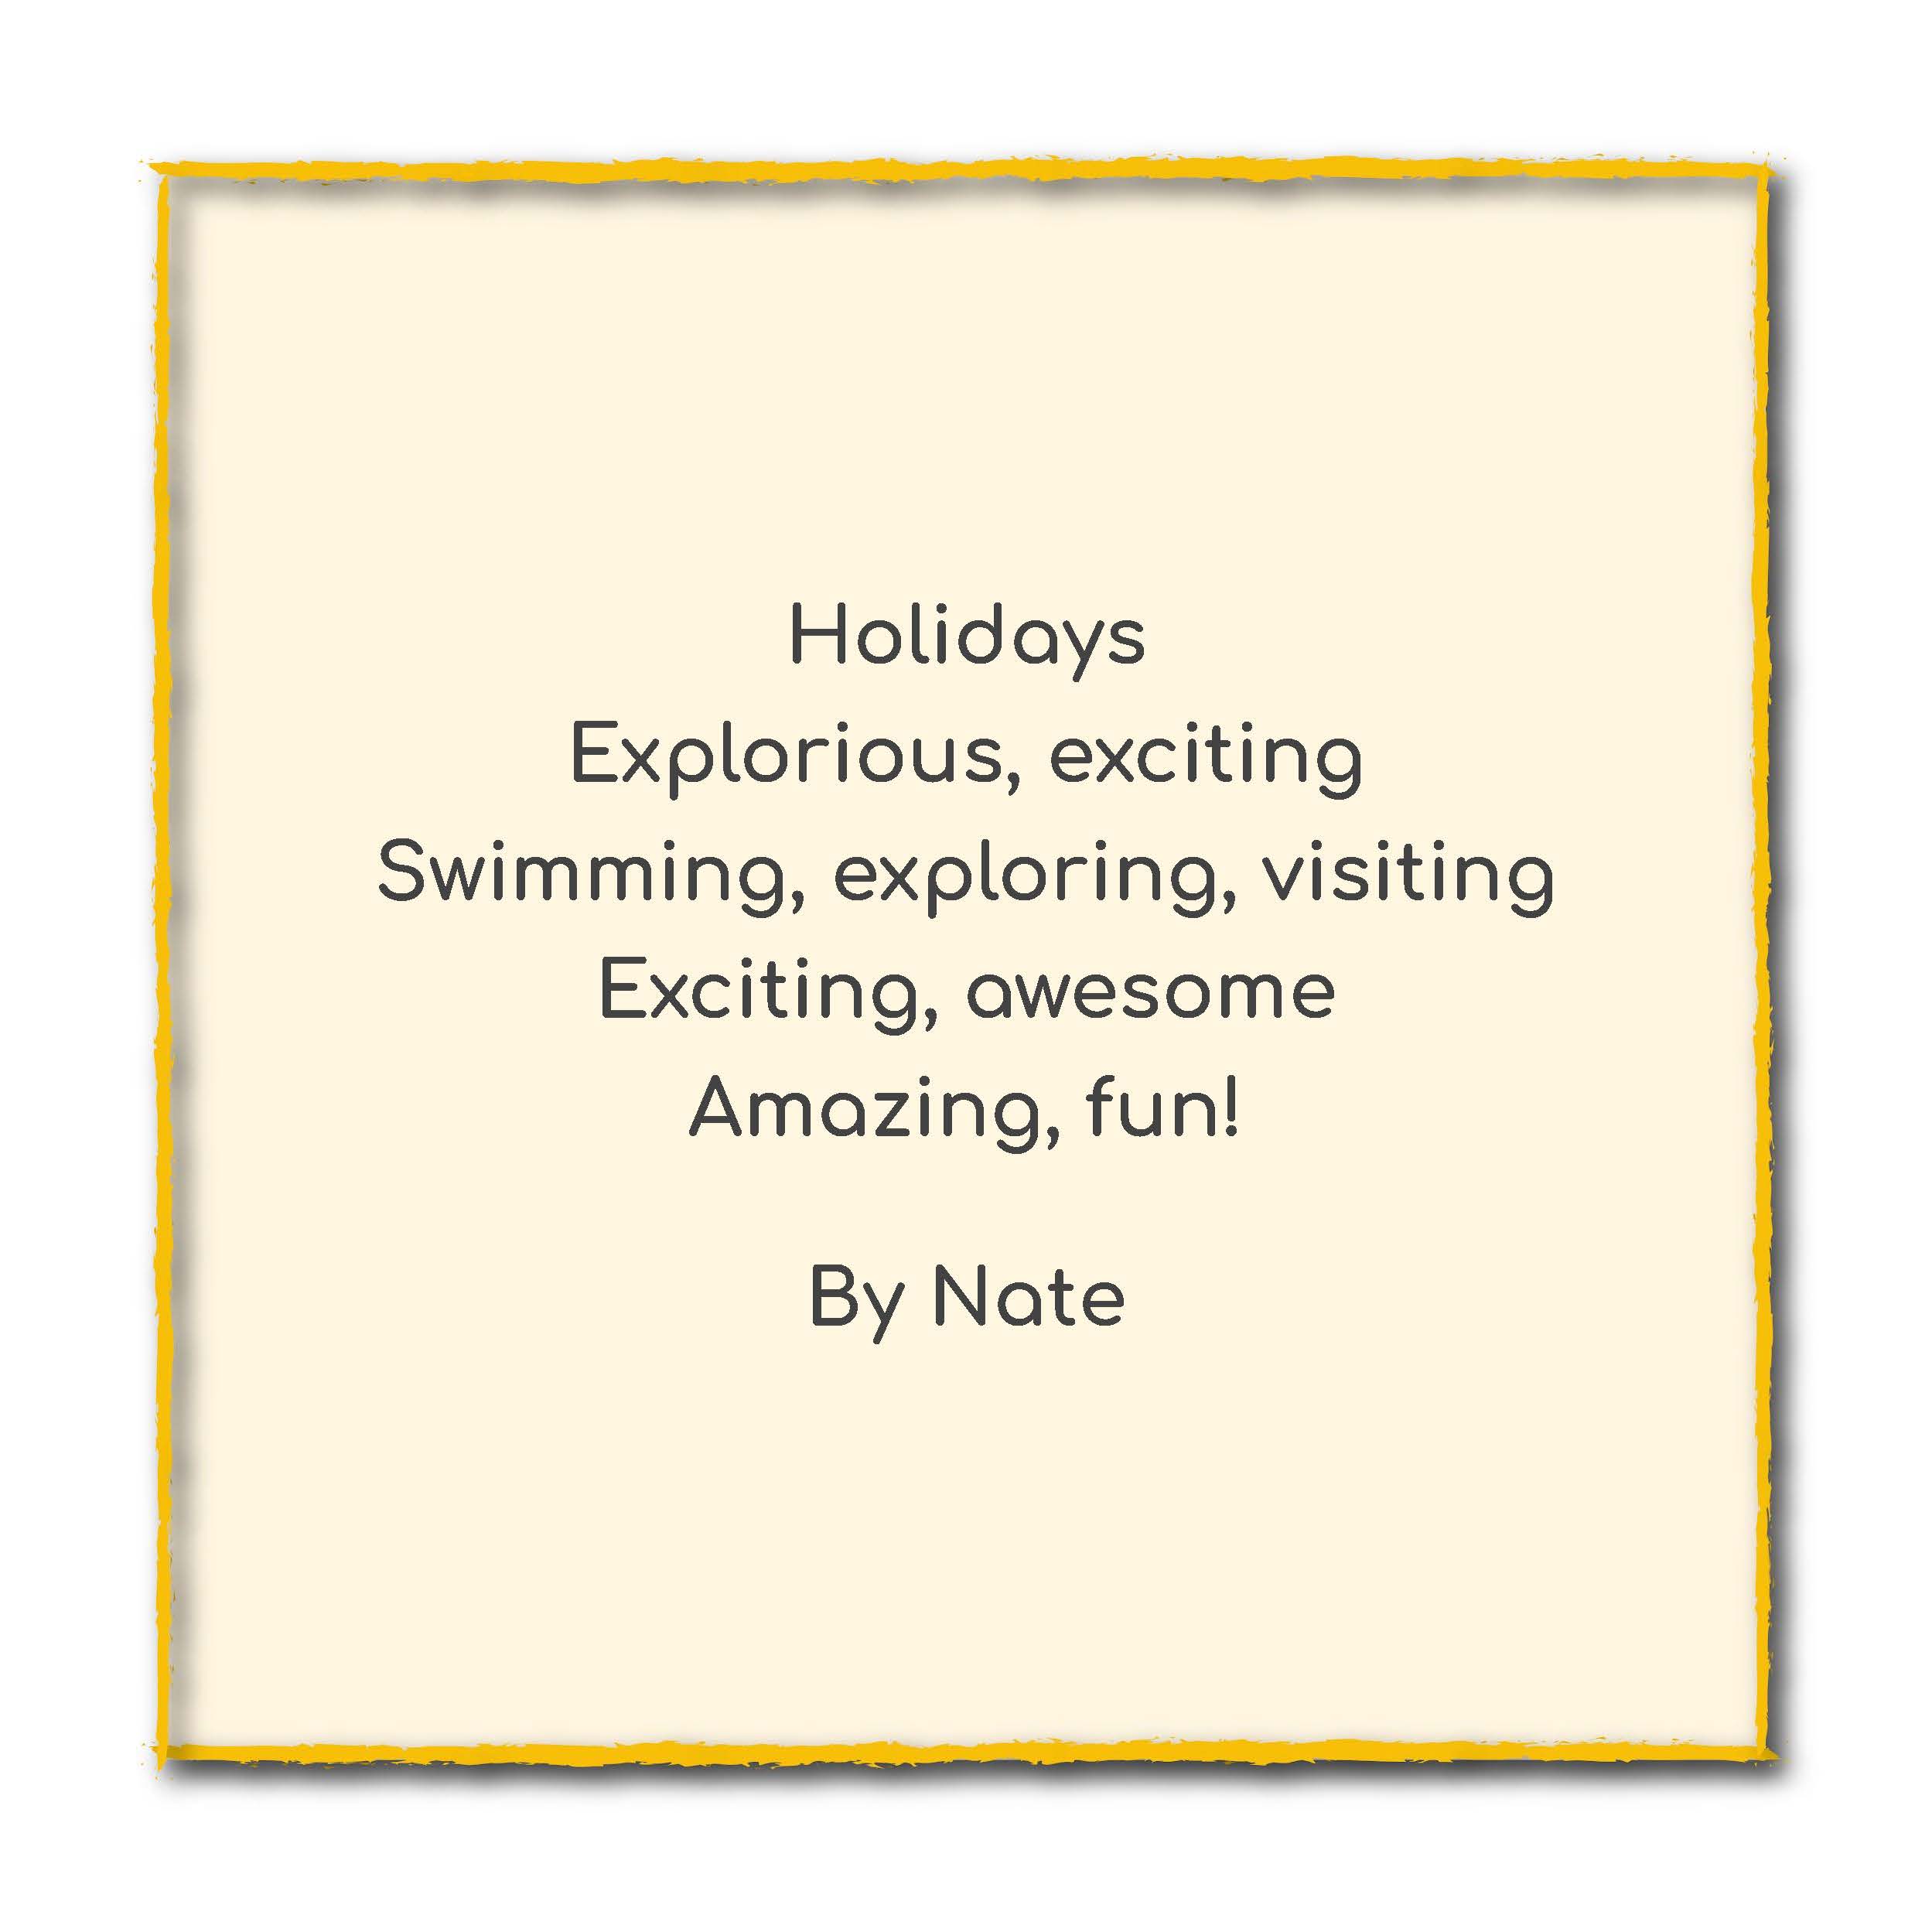 Holidays
Explorious, exciting
Swimming, exploring, visiting
Exciting, awesome
Amazing, fun!
By Nate